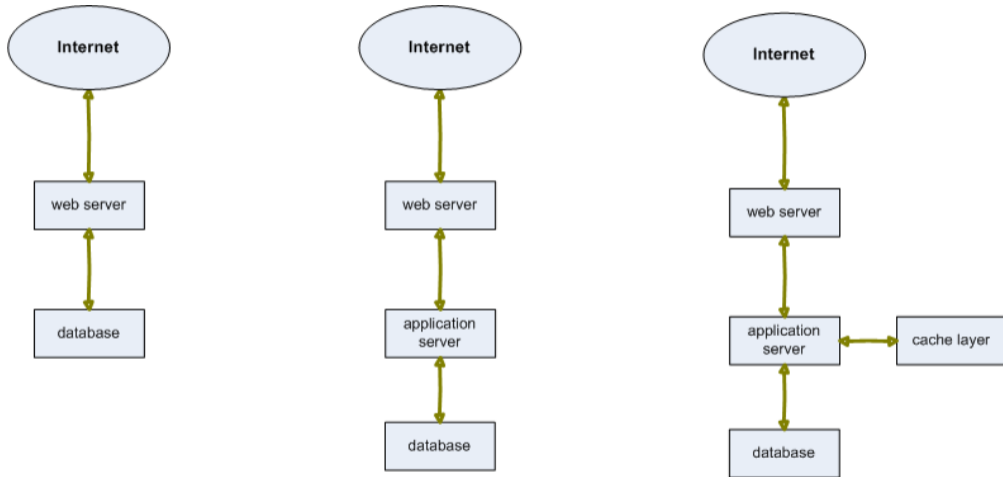 Internet
web server
database
Internet
web server
application
server
database
Internet
web server
application
server
cache layer
database